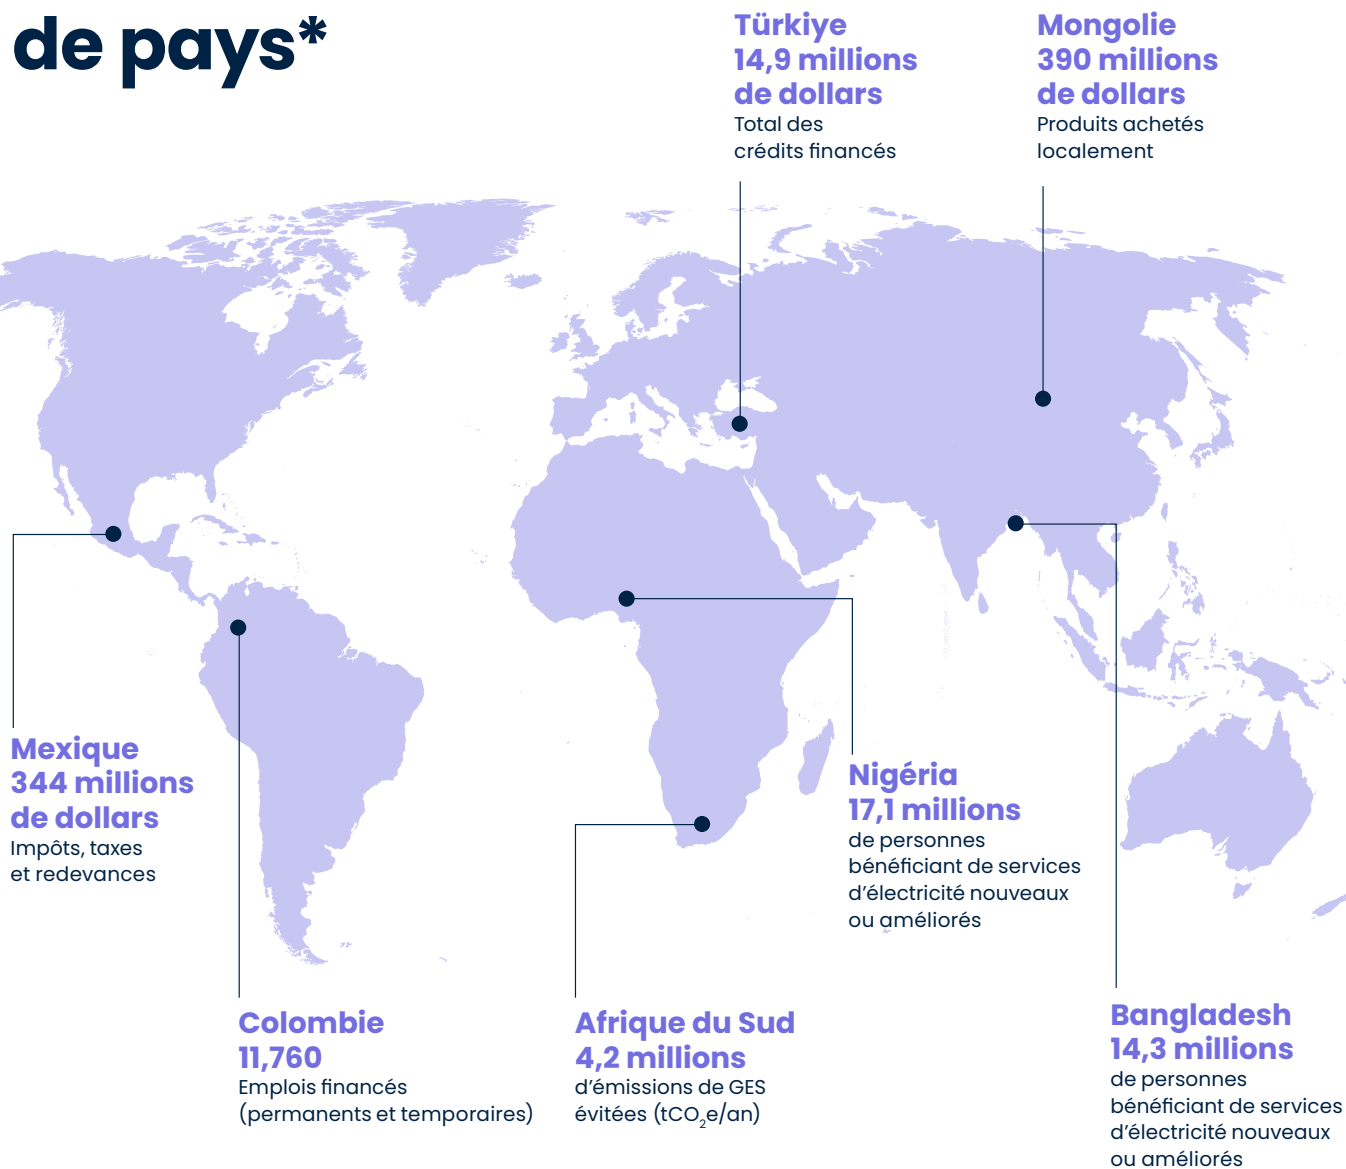 de pays*
Türkiye
14,9 millions
de dollars
Total des
crédits financés
Mongolie
390 millions
de dollars
Produits achetés
localement
Mexique
344 millions
de dollars
Impôts, taxes
et redevances
Nigéria
17,1 millions
de personnes
bénéficiant de services
d’électricité nouveaux
ou améliorés
Colombie
11,760
Emplois financés
(permanents et temporaires)
Afrique du Sud
4,2 millions
d’émissions de GES
évitées (tCO₂e/an)
Bangladesh
14,3 millions
de personnes
bénéficiant de services
d’électricité nouveaux
ou améliorés